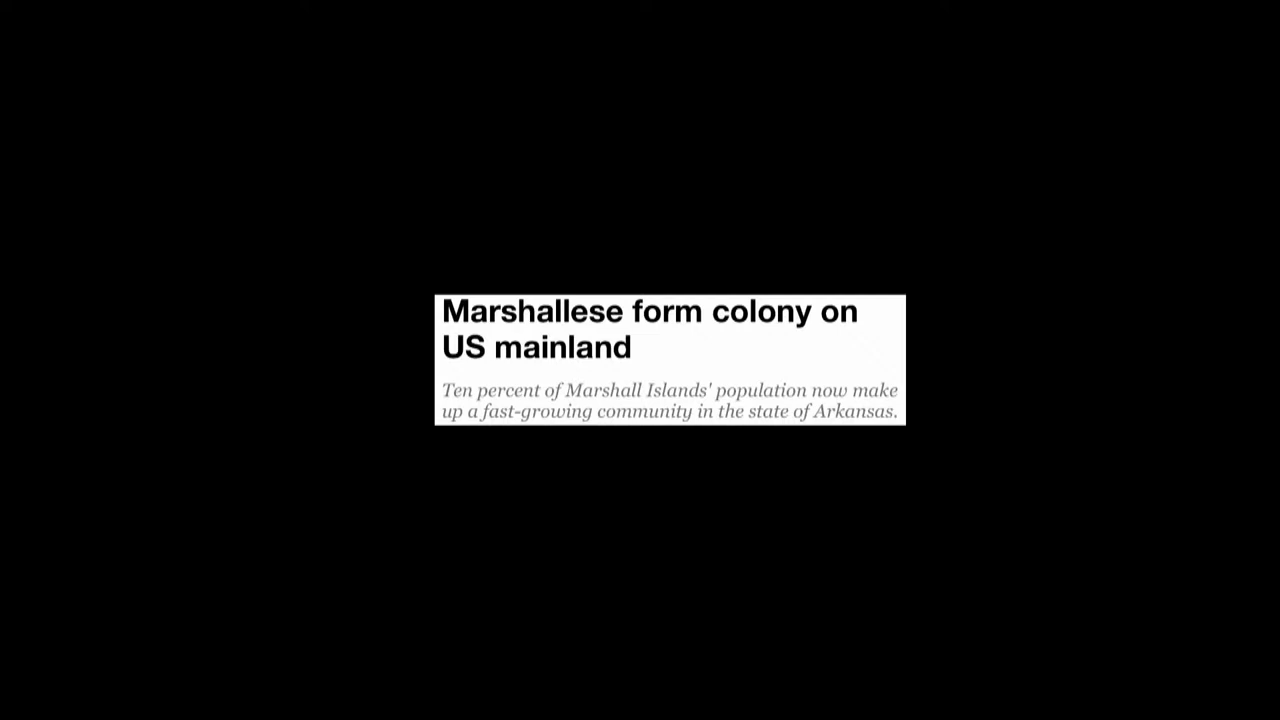 Marshallese form colony on
US mainland
Ten percent of Marshall Islands' population now make
up a fast-growing community in the state of Arkansas.